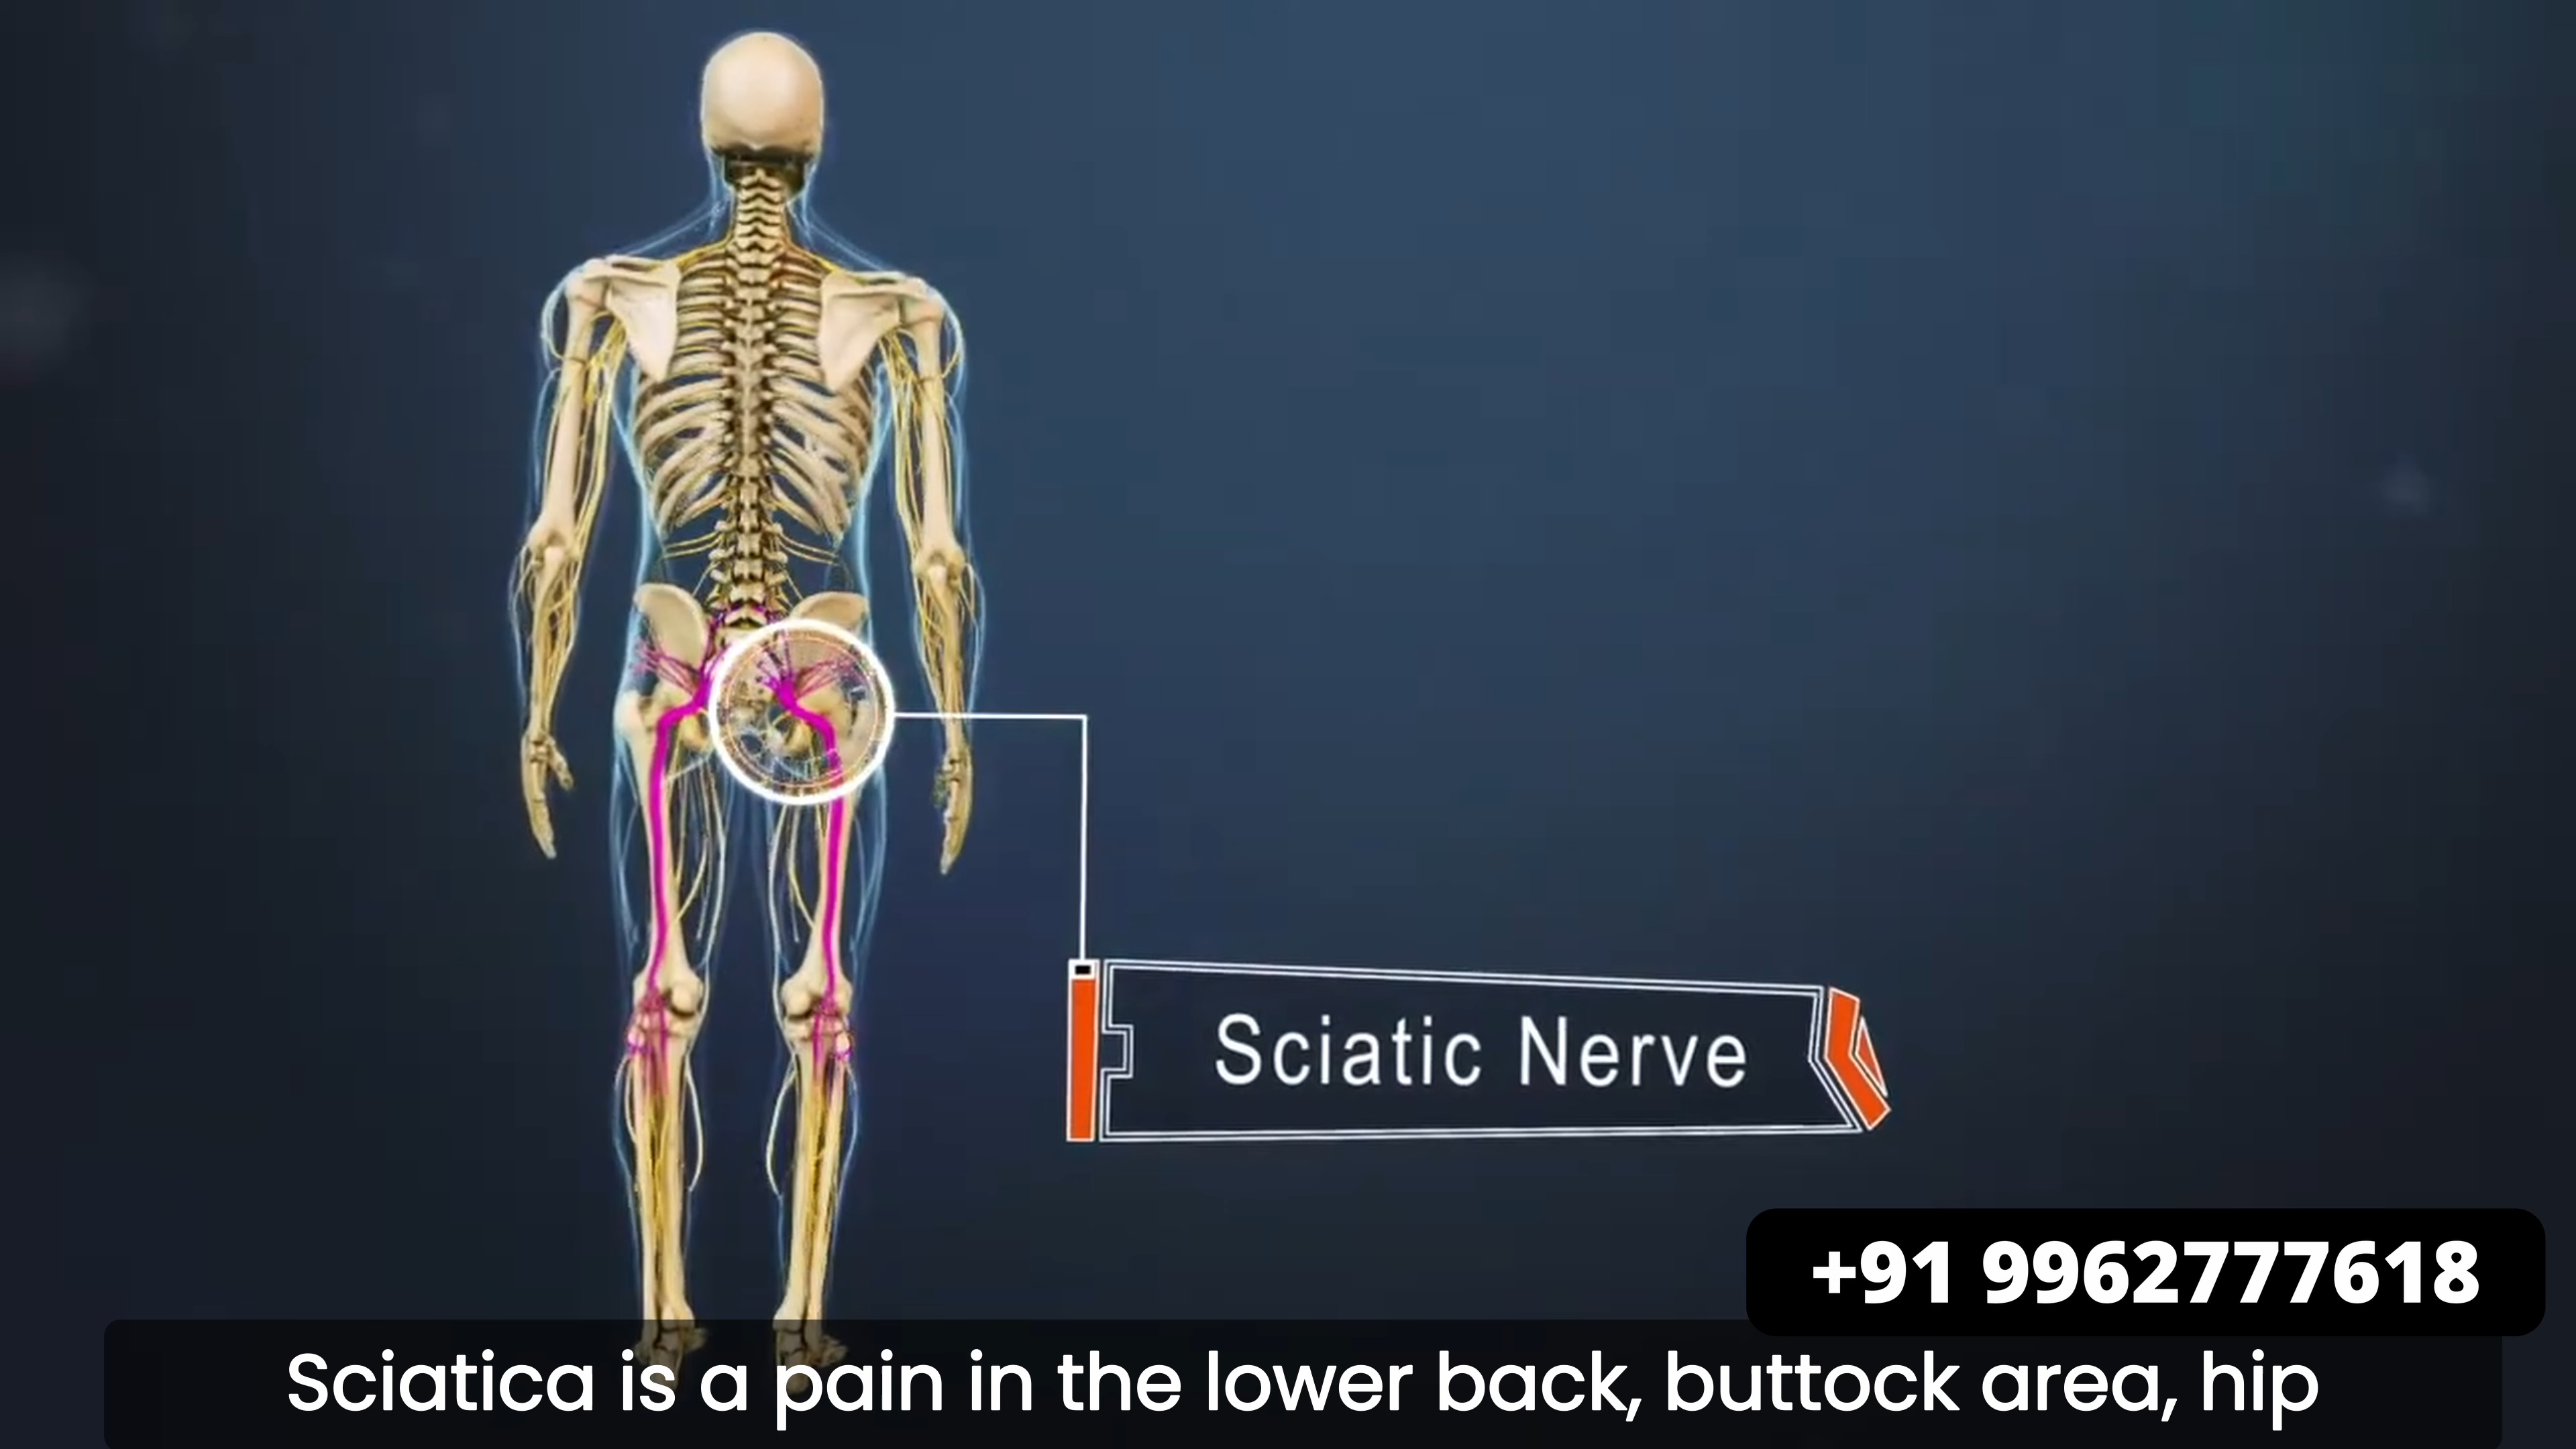 Sciatic Nerve
+91 9962777618
Sciatica is a pain in the lower back, buttock area, hip